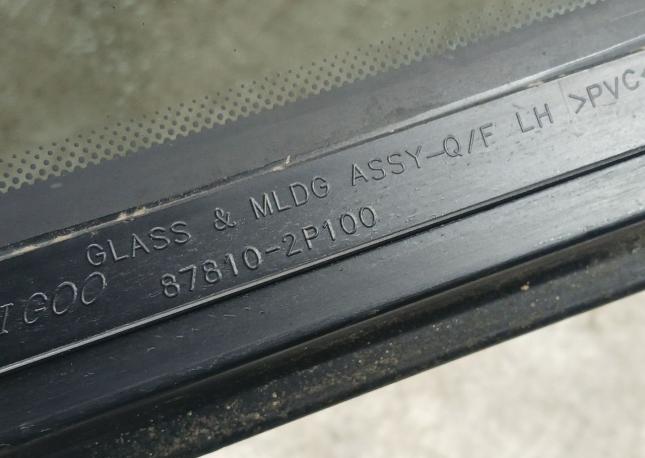 GLASS & MLDG ASSY-Q/F LH >PVC<
87810-2P100